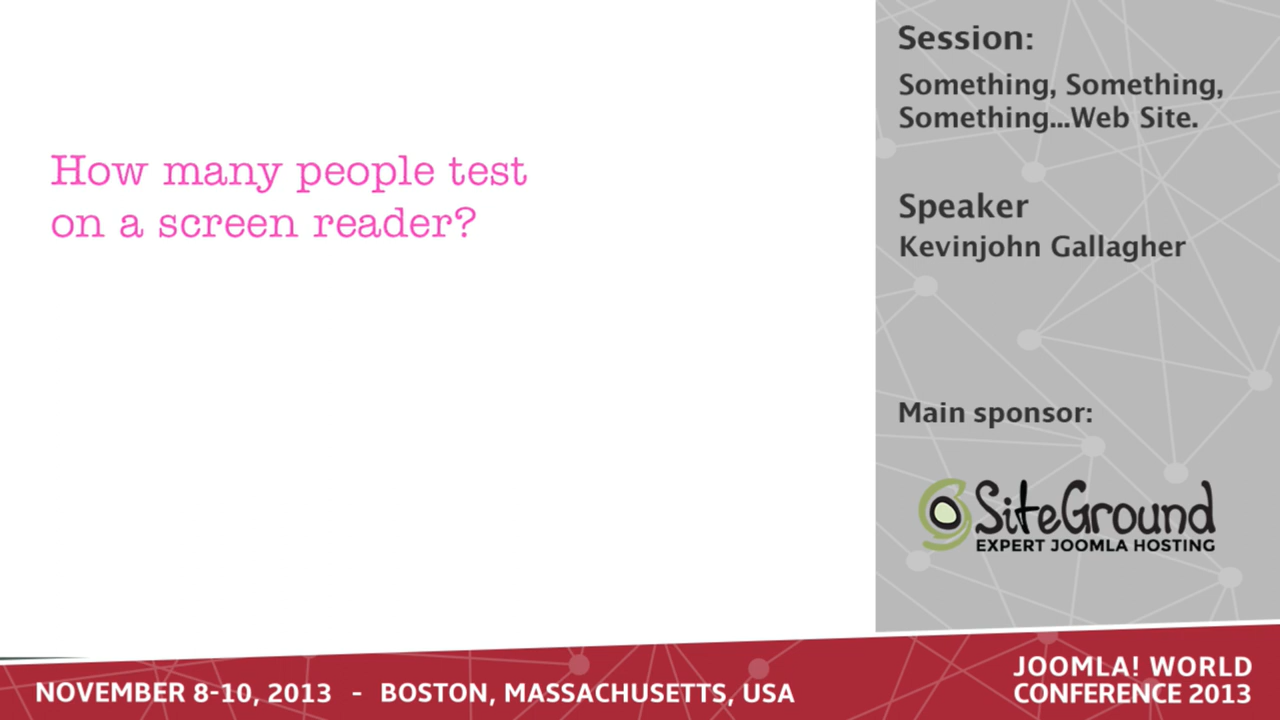 How many people test
on a screen reader?
Session:
Something, Something,
Something...Web Site.
Speaker
Kevinjohn Gallagher
Main sponsor:
SiteGround
EXPERT JOOMLA HOSTING
NOVEMBER 8-10, 2013 - BOSTON, MASSACHUSETTS, USA
JOOMLA! WORLD
CONFERENCE 2013